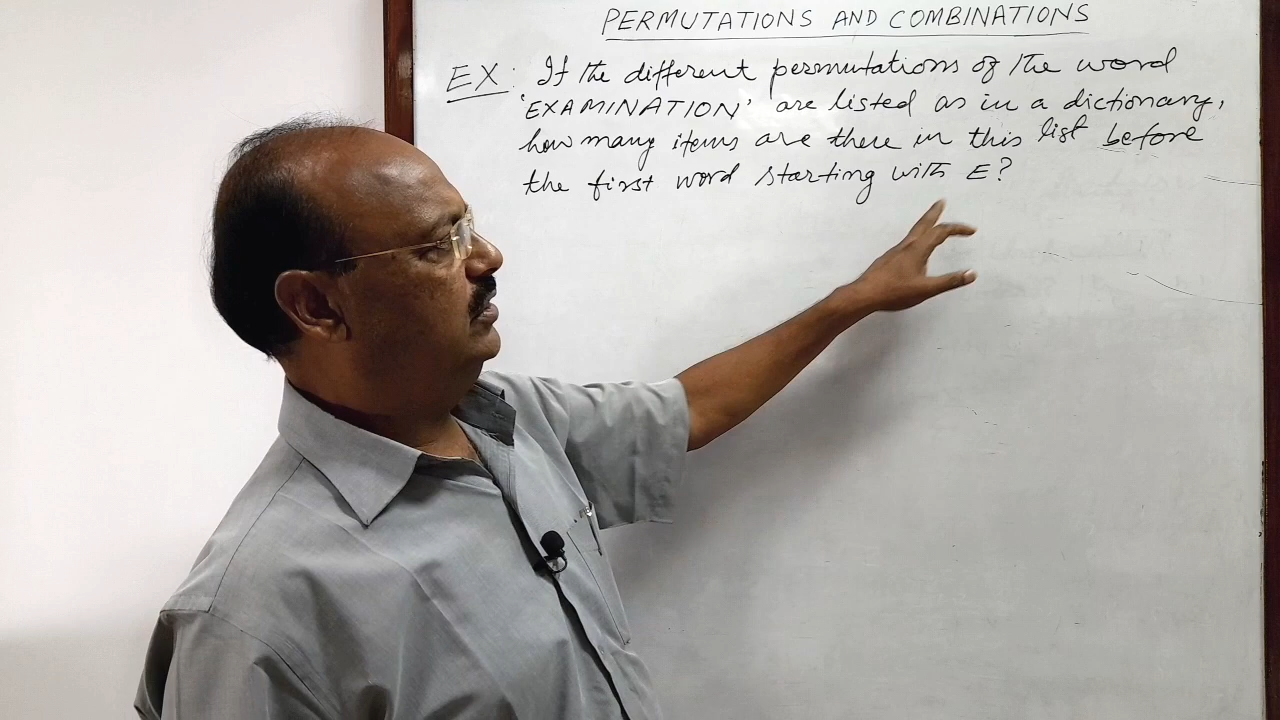 PERMUTATIONS AND COMBINATIONS
EX: If the different permutations of the word
'EXAMINATION' are listed as in a dictionary,
how many items are there in this list before
the first word starting with E?